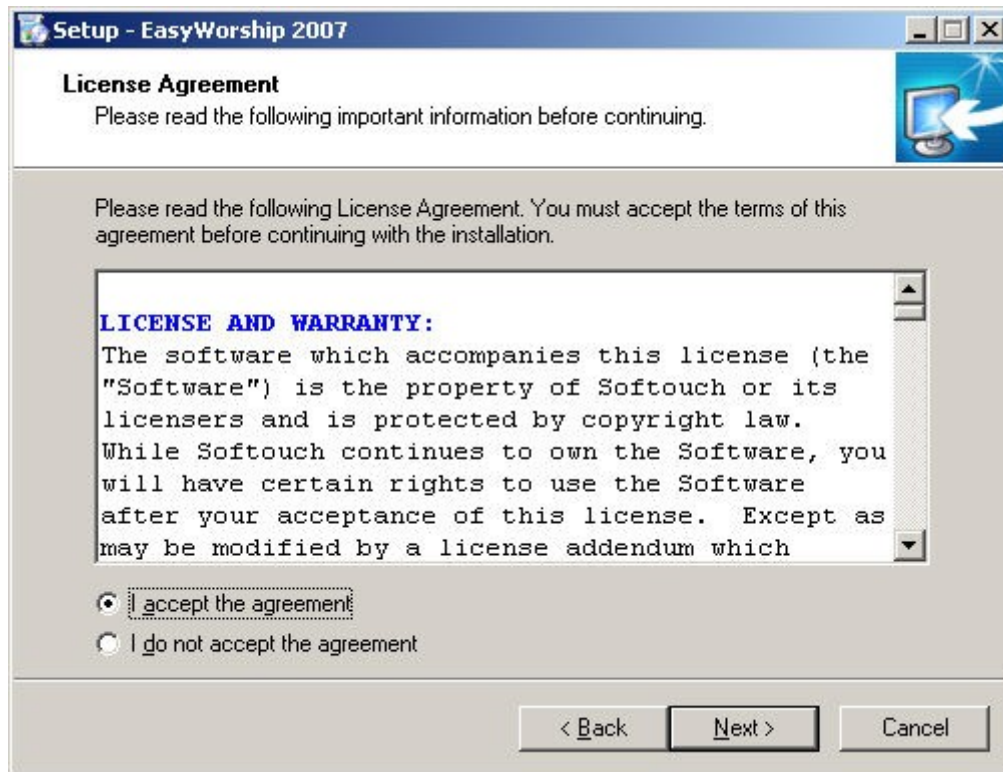 Setup - EasyWorship 2007
License Agreement
Please read the following important information before continuing.
Please read the following License Agreement. You must accept the terms of this
agreement before continuing with the installation.
LICENSE AND WARRANTY:
The software which accompanies this license (the
"Software") is the property of Softouch or its
licensers and is protected by copyright law.
While Softouch continues to own the Software, you
will have certain rights to use the Software
after your acceptance of this license.  Except as
may be modified by a license addendum which
I accept the agreement
I do not accept the agreement
< Back
Next >
Cancel